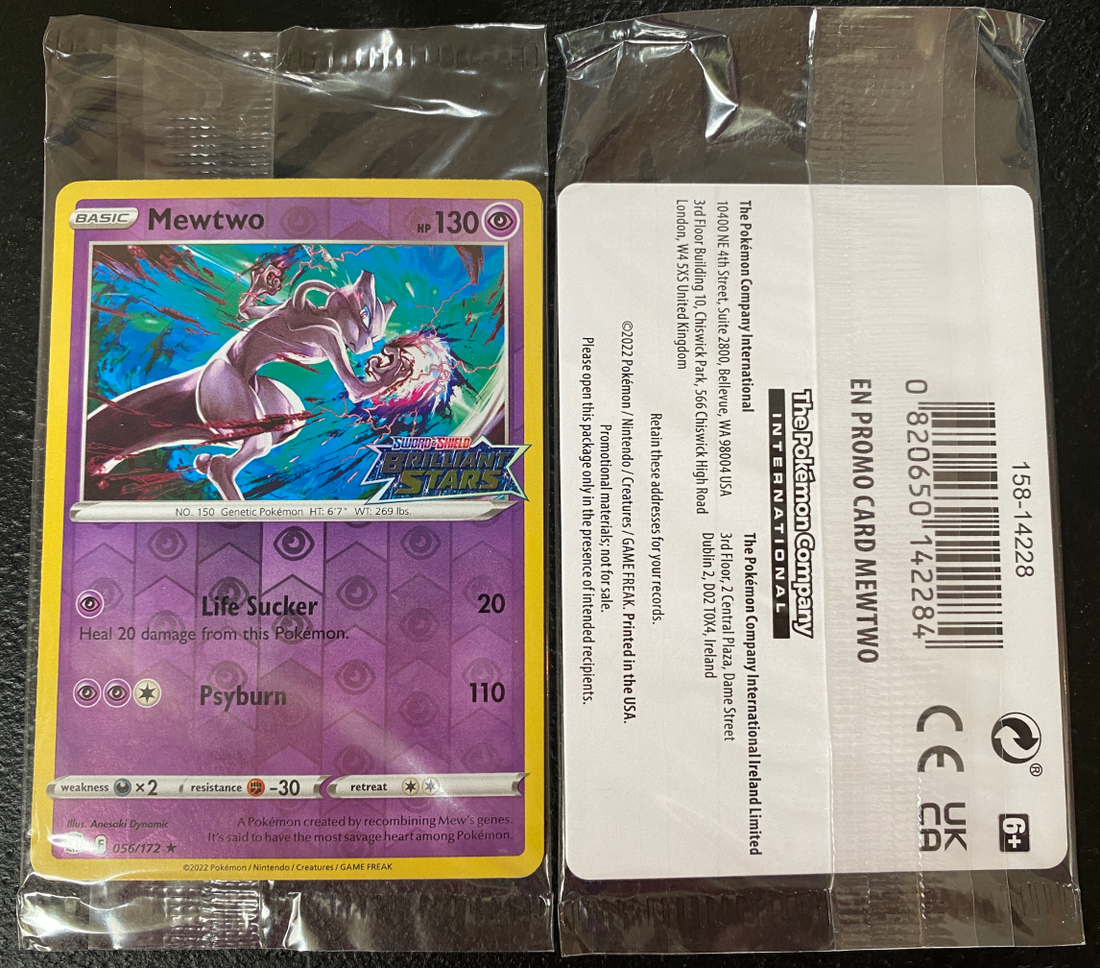 BASIC Mewtwo HP 130
SWORD & SHIELD
BRILLIANT
STARS
NO. 150 Genetic Pokémon HT: 6'7" WT: 269 lbs.
Life Sucker 20
Heal 20 damage from this Pokémon.
Psyburn 110
weakness ×2 resistance -30 retreat
Illus. Anesaki Dynamic
A Pokémon created by recombining Mew's genes.
It's said to have the most savage heart among Pokémon.
F 056/172 ★
©2022 Pokémon / Nintendo / Creatures / GAME FREAK
158-14228
0 820650 142284
EN PROMO CARD MEWTWO
The Pokémon Company
INTERNATIONAL
The Pokémon Company International
10400 NE 4th Street, Suite 2800, Bellevue, WA 98004 USA
3rd Floor Building 10, Chiswick Park, 566 Chiswick High Road
London, W4 5XS United Kingdom
The Pokémon Company International Ireland Limited
3rd Floor, 2 Central Plaza, Dame Street
Dublin 2, D02 T0X4, Ireland
Retain these addresses for your records.
©2022 Pokémon / Nintendo / Creatures / GAME FREAK. Printed in the USA.
Promotional materials; not for sale.
Please open this package only in the presence of intended recipients.
®
CE
UK
CA
6+